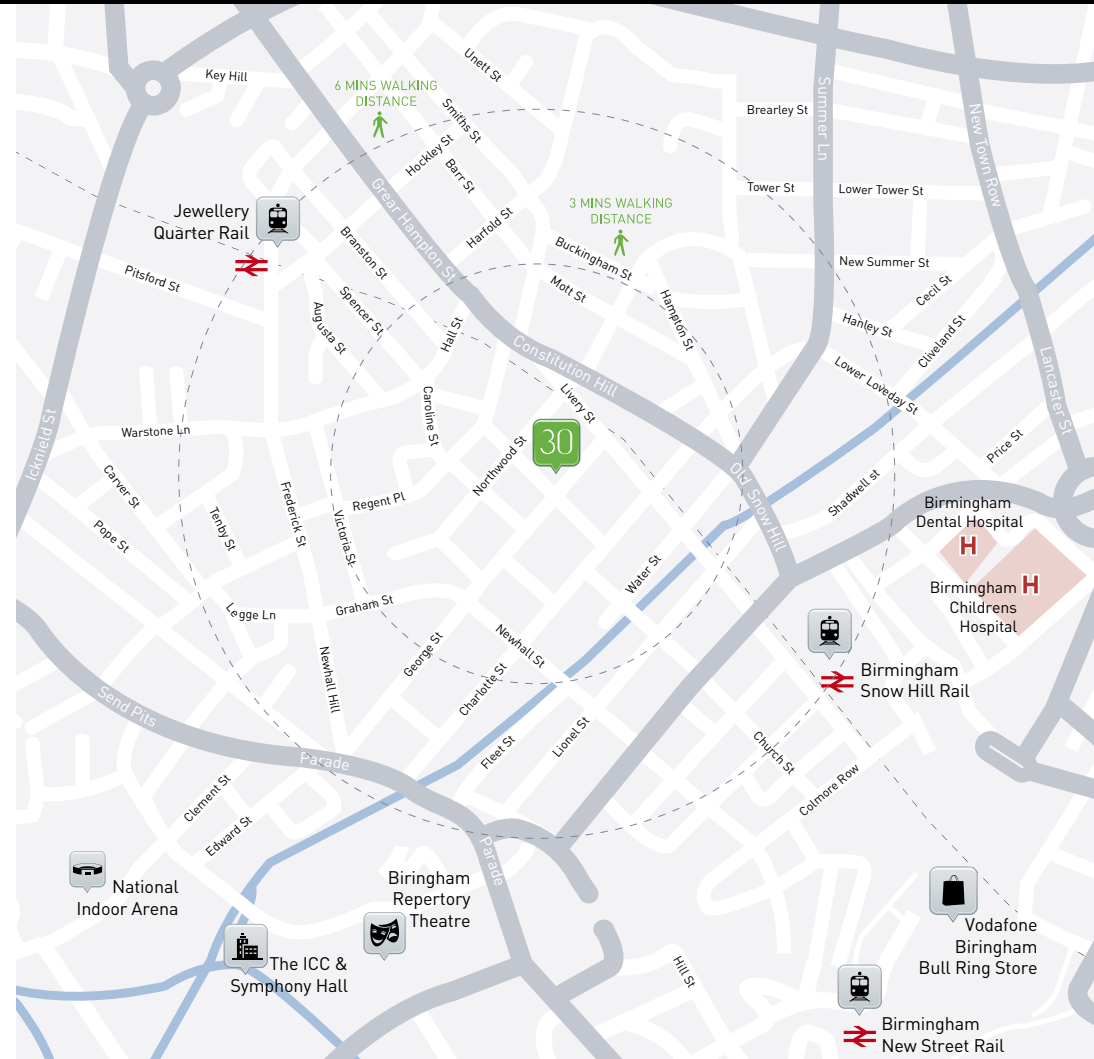 Unett St
Key Hill
6 MINS WALKING
DISTANCE
Smiths St
Summer Ln
New Town Row
Brearley St
Hockley St
Barr St
Grear Hampton St
Tower St
Lower Tower St
3 MINS WALKING
DISTANCE
Jewellery
Quarter Rail
Branston St
Harfold St
Buckingham St
New Summer St
Pitsford St
Spencer St
Augusta St
Mott St
Hampton St
Cecil St
Hall St
Hanley St
Cliveland St
Constitution Hill
Lower Loveday St
Lancaster St
Livery St
Caroline St
Icknield St
Warstone Ln
30
Northwood St
Price St
Carver St
Old Snow Hill
Shadwell st
Frederick St
Regent Pl
Tenby St
Victoria St
Pope St
Birmingham
Dental Hospital
H
Water St
Birmingham
Childrens
Hospital
H
Legge Ln
Graham St
Newhall St
George St
Newhall Hill
Charlotte St
Birmingham
Snow Hill Rail
Send Pits
Parade
Fleet St
Lionel St
Church St
Colmore Row
Clement St
Edward St
Parade
National
Indoor Arena
Biringham
Repertory
Theatre
Vodafone
Biringham
Bull Ring Store
The ICC &
Symphony Hall
Hill St
Birmingham
New Street Rail